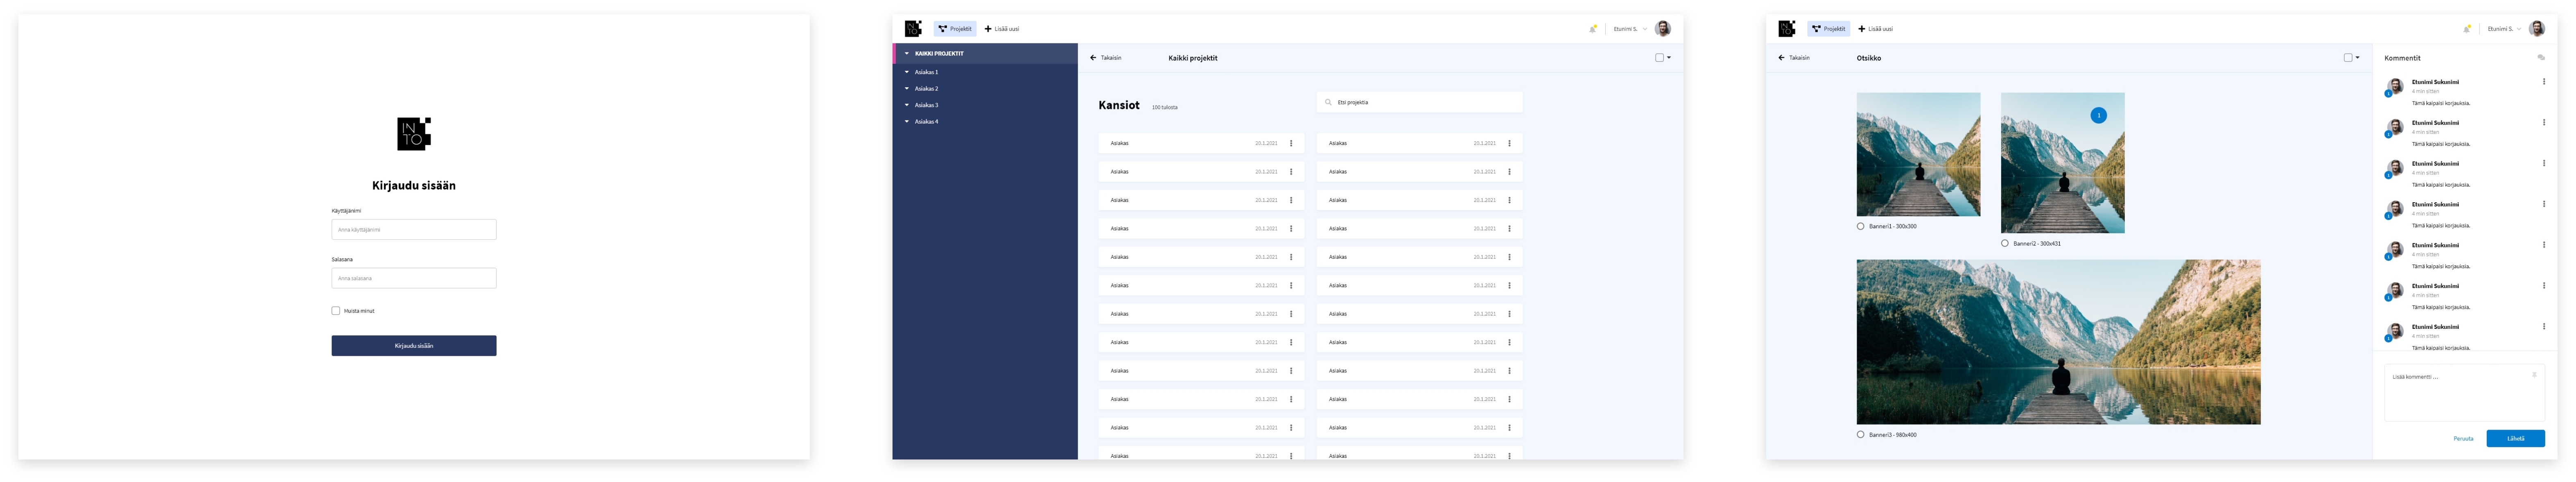 IN
TO
Kirjaudu sisään
Käyttäjänimi
Anna käyttäjänimi
Salasana
Anna salasana
Muista minut
Kirjaudu sisään
IN
TO
Projektit
Lisää uusi
Etunimi S.
KAIKKI PROJEKTIT
Asiakas 1
Asiakas 2
Asiakas 3
Asiakas 4
Takaisin
Kaikki projektit
Kansiot
100 tulosta
Etsi projektia
Asiakas 20.1.2021 Asiakas 20.1.2021
Asiakas 20.1.2021 Asiakas 20.1.2021
Asiakas 20.1.2021 Asiakas 20.1.2021
Asiakas 20.1.2021 Asiakas 20.1.2021
Asiakas 20.1.2021 Asiakas 20.1.2021
Asiakas 20.1.2021 Asiakas 20.1.2021
Asiakas 20.1.2021 Asiakas 20.1.2021
Asiakas 20.1.2021 Asiakas 20.1.2021
Asiakas 20.1.2021 Asiakas 20.1.2021
Asiakas 20.1.2021 Asiakas 20.1.2021
Asiakas 20.1.2021 Asiakas 20.1.2021
Asiakas 20.1.2021 Asiakas 20.1.2021
IN
TO
Projektit
Lisää uusi
Etunimi S.
Takaisin
Otsikko
1
Banneri1 - 300x300
Banneri2 - 300x431
Banneri3 - 980x400
Kommentit
Etunimi Sukunimi
4 min sitten
1
Tämä kaipaisi korjauksia.
Etunimi Sukunimi
4 min sitten
1
Tämä kaipaisi korjauksia.
Etunimi Sukunimi
4 min sitten
1
Tämä kaipaisi korjauksia.
Etunimi Sukunimi
4 min sitten
1
Tämä kaipaisi korjauksia.
Etunimi Sukunimi
4 min sitten
1
Tämä kaipaisi korjauksia.
Etunimi Sukunimi
4 min sitten
1
Tämä kaipaisi korjauksia.
Etunimi Sukunimi
4 min sitten
1
Tämä kaipaisi korjauksia.
Lisää kommentti ...
Peruuta
Lähetä